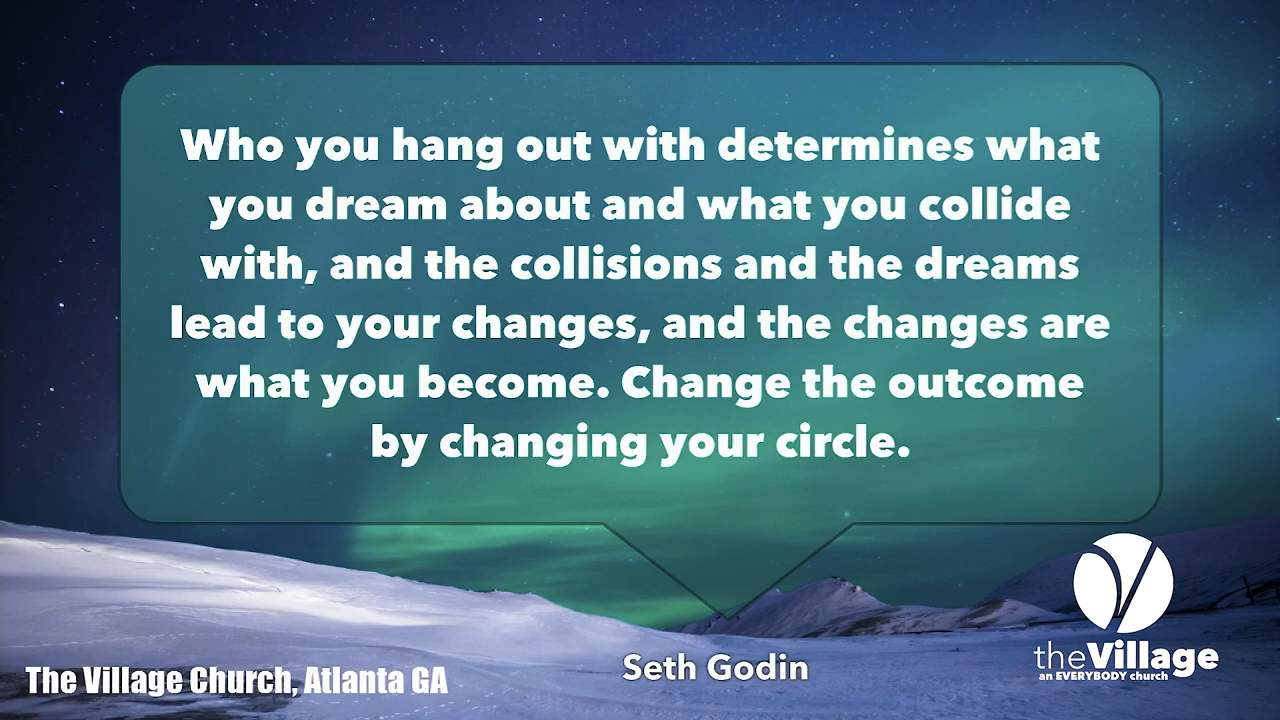 Who you hang out with determines what
you dream about and what you collide
with, and the collisions and the dreams
lead to your changes, and the changes are
what you become. Change the outcome
by changing your circle.
Seth Godin
The Village Church, Atlanta GA
theVillage
an EVERYBODY church